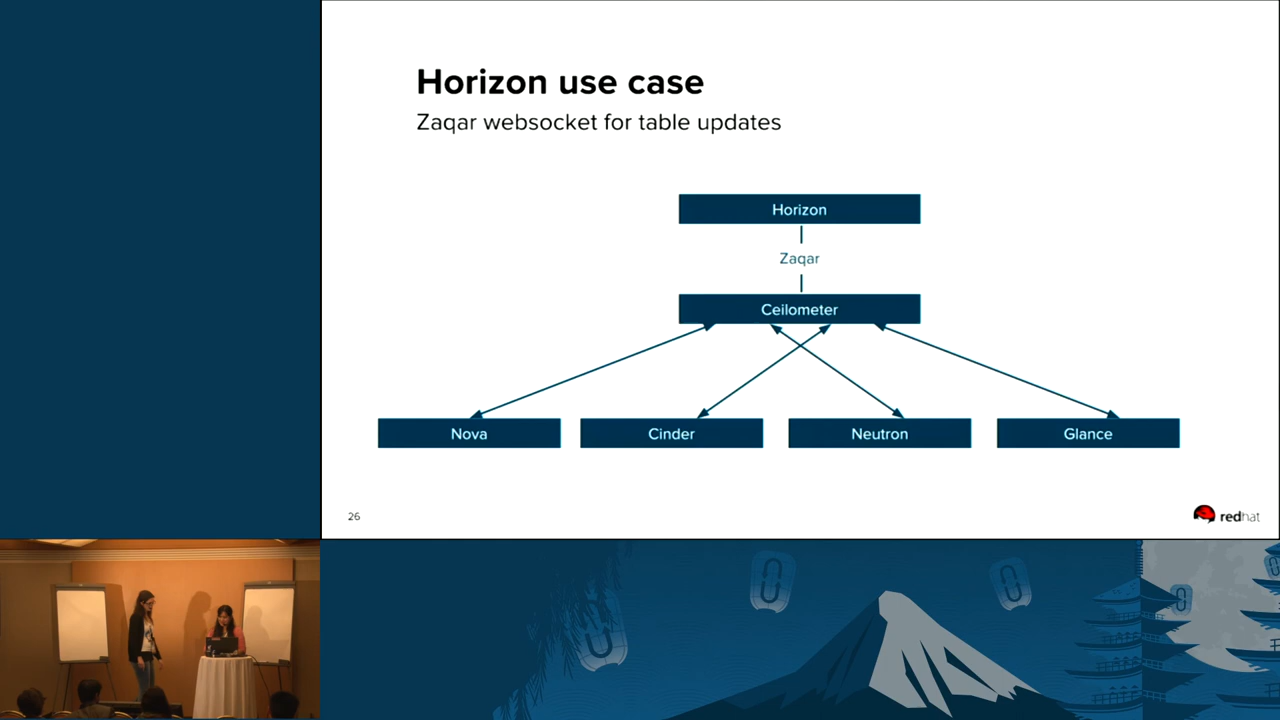 Horizon use case
Zaqar websocket for table updates
Horizon
Zaqar
Ceilometer
Nova
Cinder
Neutron
Glance
26
redhat